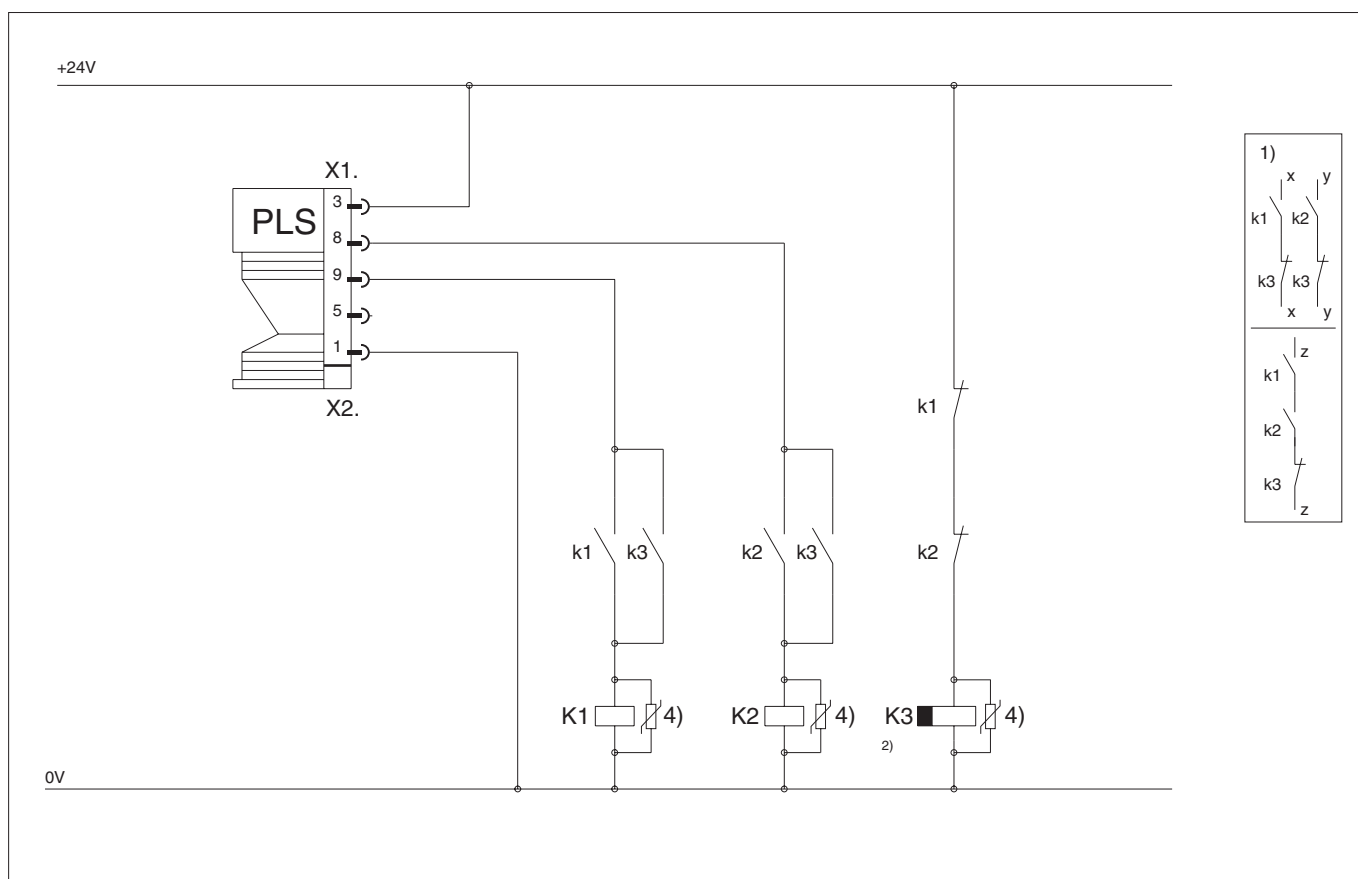 +24V
X1.
PLS
3
8
9
5
1
X2.
k1
k1 k3
k2 k3
k2
K1 4)
K2 4)
K3 4)
2)
0V
1)
x y
k1 k2
k3 k3
x y
z
k1
k2
k3
z